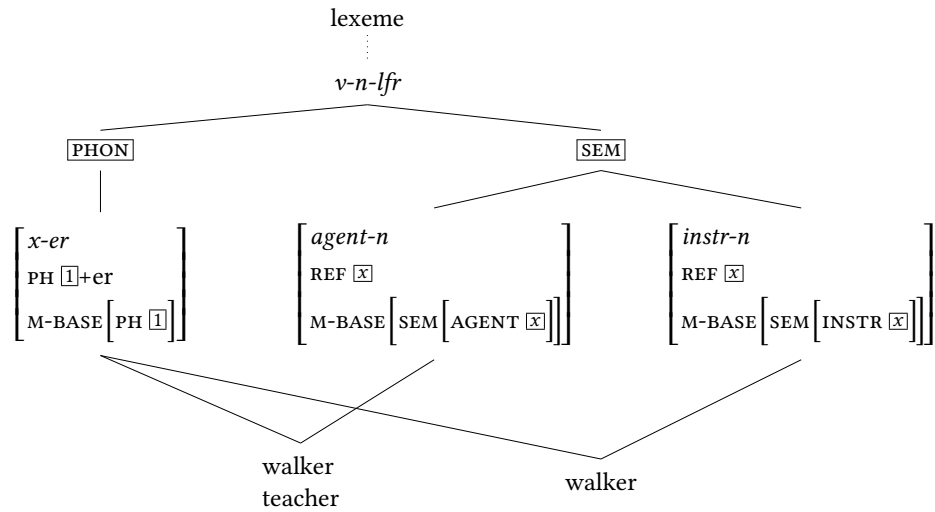 lexeme
v-n-lfr
PHON
SEM
x-er
PH 1+er
M-BASE[PH 1]
agent-n
REF x
M-BASE[SEM[AGENT x]]
instr-n
REF x
M-BASE[SEM[INSTR x]]
walker
teacher
walker